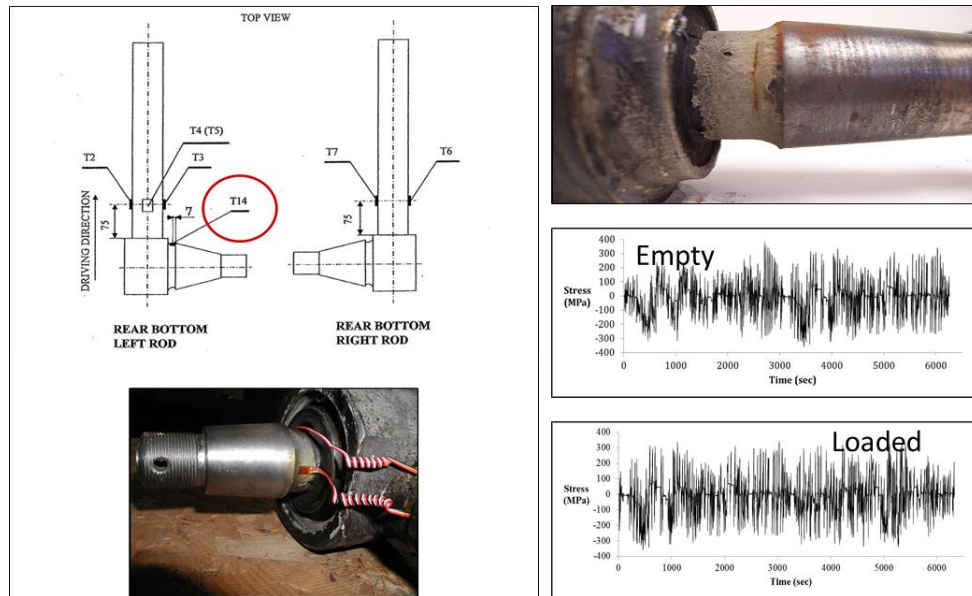 TOP VIEW
T4 (T5)
T2
T3
T7
T6
T14
7
75
75
DRIVING DIRECTION
REAR BOTTOM
LEFT ROD
REAR BOTTOM
RIGHT ROD
Empty
Stress
(MPa)
400
300
200
100
0
-100
-200
-300
-400
0
1000
2000
3000
4000
5000
6000
Time (sec)
Loaded
Stress
(MPa)
400
300
200
100
0
-100
-200
-300
-400
0
1000
2000
3000
4000
5000
6000
Time (sec)